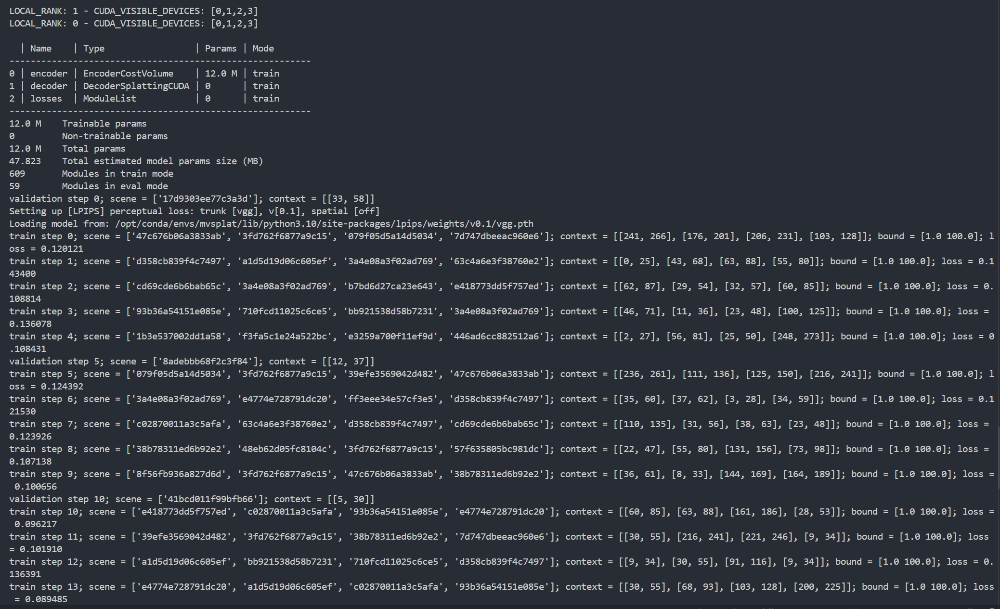 LOCAL_RANK: 1 - CUDA_VISIBLE_DEVICES: [0,1,2,3]
LOCAL_RANK: 0 - CUDA_VISIBLE_DEVICES: [0,1,2,3]
  | Name    | Type                 | Params | Mode
---------------------------------------------------------
0 | encoder | EncoderCostVolume    | 12.0 M | train
1 | decoder | DecoderSplattingCUDA | 0      | train
2 | losses  | ModuleList           | 0      | train
---------------------------------------------------------
12.0 M    Trainable params
0         Non-trainable params
12.0 M    Total params
47.823    Total estimated model params size (MB)
609       Modules in train mode
59        Modules in eval mode
validation step 0; scene = ['17d9303ee77c3a3d']; context = [[33, 58]]
Setting up [LPIPS] perceptual loss: trunk [vgg], v[0.1], spatial [off]
Loading model from: /opt/conda/envs/mvsplat/lib/python3.10/site-packages/lpips/weights/v0.1/vgg.pth
train step 0; scene = ['47c676b06a3833ab', '3fd762f6877a9c15', '079f05d5a14d5034', '7d747dbeeac960e6']; context = [[241, 266], [176, 201], [206, 231], [103, 128]]; bound = [1.0 100.0]; l
oss = 0.120121
train step 1; scene = ['d358cb839f4c7497', 'a1d5d19d06c605ef', '3a4e08a3f02ad769', '63c4a6e3f38760e2']; context = [[0, 25], [43, 68], [63, 88], [55, 80]]; bound = [1.0 100.0]; loss = 0.1
43400
train step 2; scene = ['cd69cde6b6bab65c', '3a4e08a3f02ad769', 'b7bd6d27ca23e643', 'e418773dd5f757ed']; context = [[62, 87], [29, 54], [32, 57], [60, 85]]; bound = [1.0 100.0]; loss = 0.
108814
train step 3; scene = ['93b36a54151e085e', '710fcd11025c6ce5', 'bb921538d58b7231', '3a4e08a3f02ad769']; context = [[46, 71], [11, 36], [23, 48], [100, 125]]; bound = [1.0 100.0]; loss =
0.136078
train step 4; scene = ['1b3e537002dd1a58', 'f3fa5c1e24a522bc', 'e3259a700f11ef9d', '446ad6cc882512a6']; context = [[2, 27], [56, 81], [25, 50], [248, 273]]; bound = [1.0 100.0]; loss = 0
.108431
validation step 5; scene = ['8adebbb68f2c3f84']; context = [[12, 37]]
train step 5; scene = ['079f05d5a14d5034', '3fd762f6877a9c15', '39efe3569042d482', '47c676b06a3833ab']; context = [[236, 261], [111, 136], [125, 150], [216, 241]]; bound = [1.0 100.0]; l
oss = 0.124392
train step 6; scene = ['3a4e08a3f02ad769', 'e4774e728791dc20', 'ff3eee34e57cf3e5', 'd358cb839f4c7497']; context = [[35, 60], [37, 62], [3, 28], [34, 59]]; bound = [1.0 100.0]; loss = 0.1
21530
train step 7; scene = ['c02870011a3c5afa', '63c4a6e3f38760e2', 'd358cb839f4c7497', 'cd69cde6b6bab65c']; context = [[110, 135], [31, 56], [38, 63], [23, 48]]; bound = [1.0 100.0]; loss =
0.123926
train step 8; scene = ['38b78311ed6b92e2', '48eb62d05fc8104c', '3fd762f6877a9c15', '57f635805bc981dc']; context = [[22, 47], [55, 80], [131, 156], [73, 98]]; bound = [1.0 100.0]; loss =
0.107138
train step 9; scene = ['8f56fb936a827d6d', '3fd762f6877a9c15', '47c676b06a3833ab', '38b78311ed6b92e2']; context = [[36, 61], [8, 33], [144, 169], [164, 189]]; bound = [1.0 100.0]; loss =
 0.100656
validation step 10; scene = ['41bcd011f99bfb66']; context = [[5, 30]]
train step 10; scene = ['e418773dd5f757ed', 'c02870011a3c5afa', '93b36a54151e085e', 'e4774e728791dc20']; context = [[60, 85], [63, 88], [161, 186], [28, 53]]; bound = [1.0 100.0]; loss =
 0.096217
train step 11; scene = ['39efe3569042d482', '3fd762f6877a9c15', '38b78311ed6b92e2', '7d747dbeeac960e6']; context = [[30, 55], [216, 241], [221, 246], [9, 34]]; bound = [1.0 100.0]; loss
= 0.101910
train step 12; scene = ['a1d5d19d06c605ef', 'bb921538d58b7231', '710fcd11025c6ce5', 'd358cb839f4c7497']; context = [[9, 34], [30, 55], [91, 116], [9, 34]]; bound = [1.0 100.0]; loss = 0.
136391
train step 13; scene = ['e4774e728791dc20', 'a1d5d19d06c605ef', 'c02870011a3c5afa', '93b36a54151e085e']; context = [[30, 55], [68, 93], [103, 128], [200, 225]]; bound = [1.0 100.0]; loss
 = 0.089485